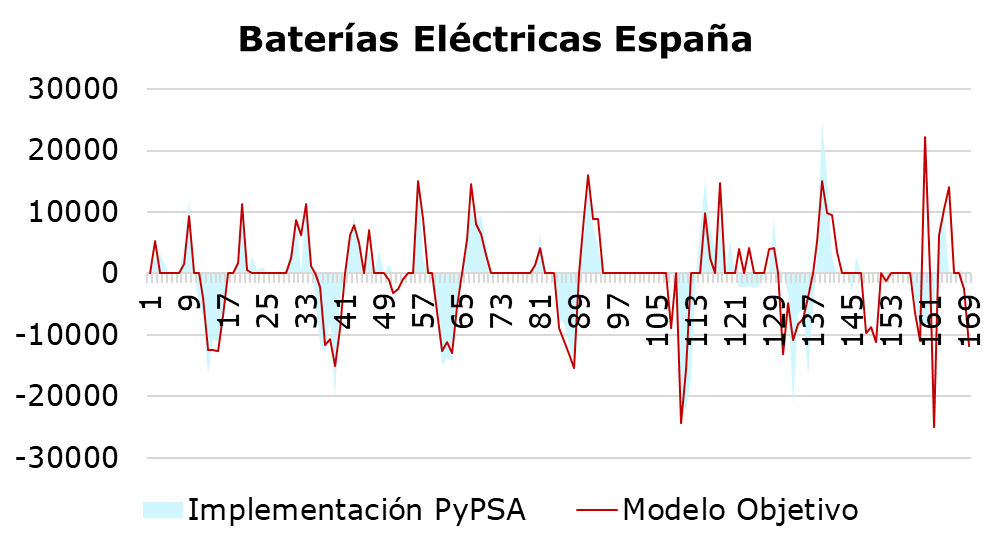 Baterías Eléctricas España
30000
20000
10000
0
-10000
-20000
-30000
1 9 17 25 33 41 49 57 65 73 81 89 97 105 113 121 129 137 145 153 161 169
Implementación PyPSA Modelo Objetivo